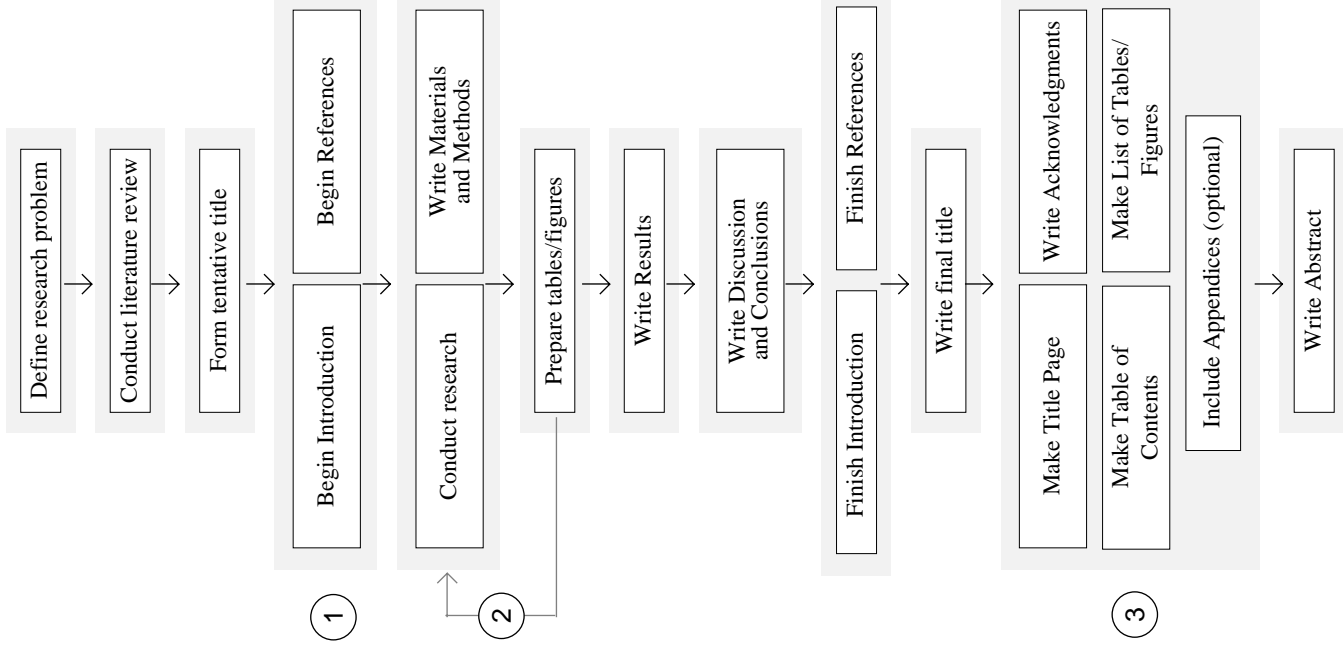 Define research problem
Conduct literature review
Form tentative title
1
Begin Introduction
Begin References
2
Conduct research
Write Materials
and Methods
Prepare tables/figures
Write Results
Write Discussion
and Conclusions
Finish Introduction
Finish References
Write final title
3
Make Title Page
Write Acknowledgments
Make Table of
Contents
Make List of Tables/
Figures
Include Appendices (optional)
Write Abstract